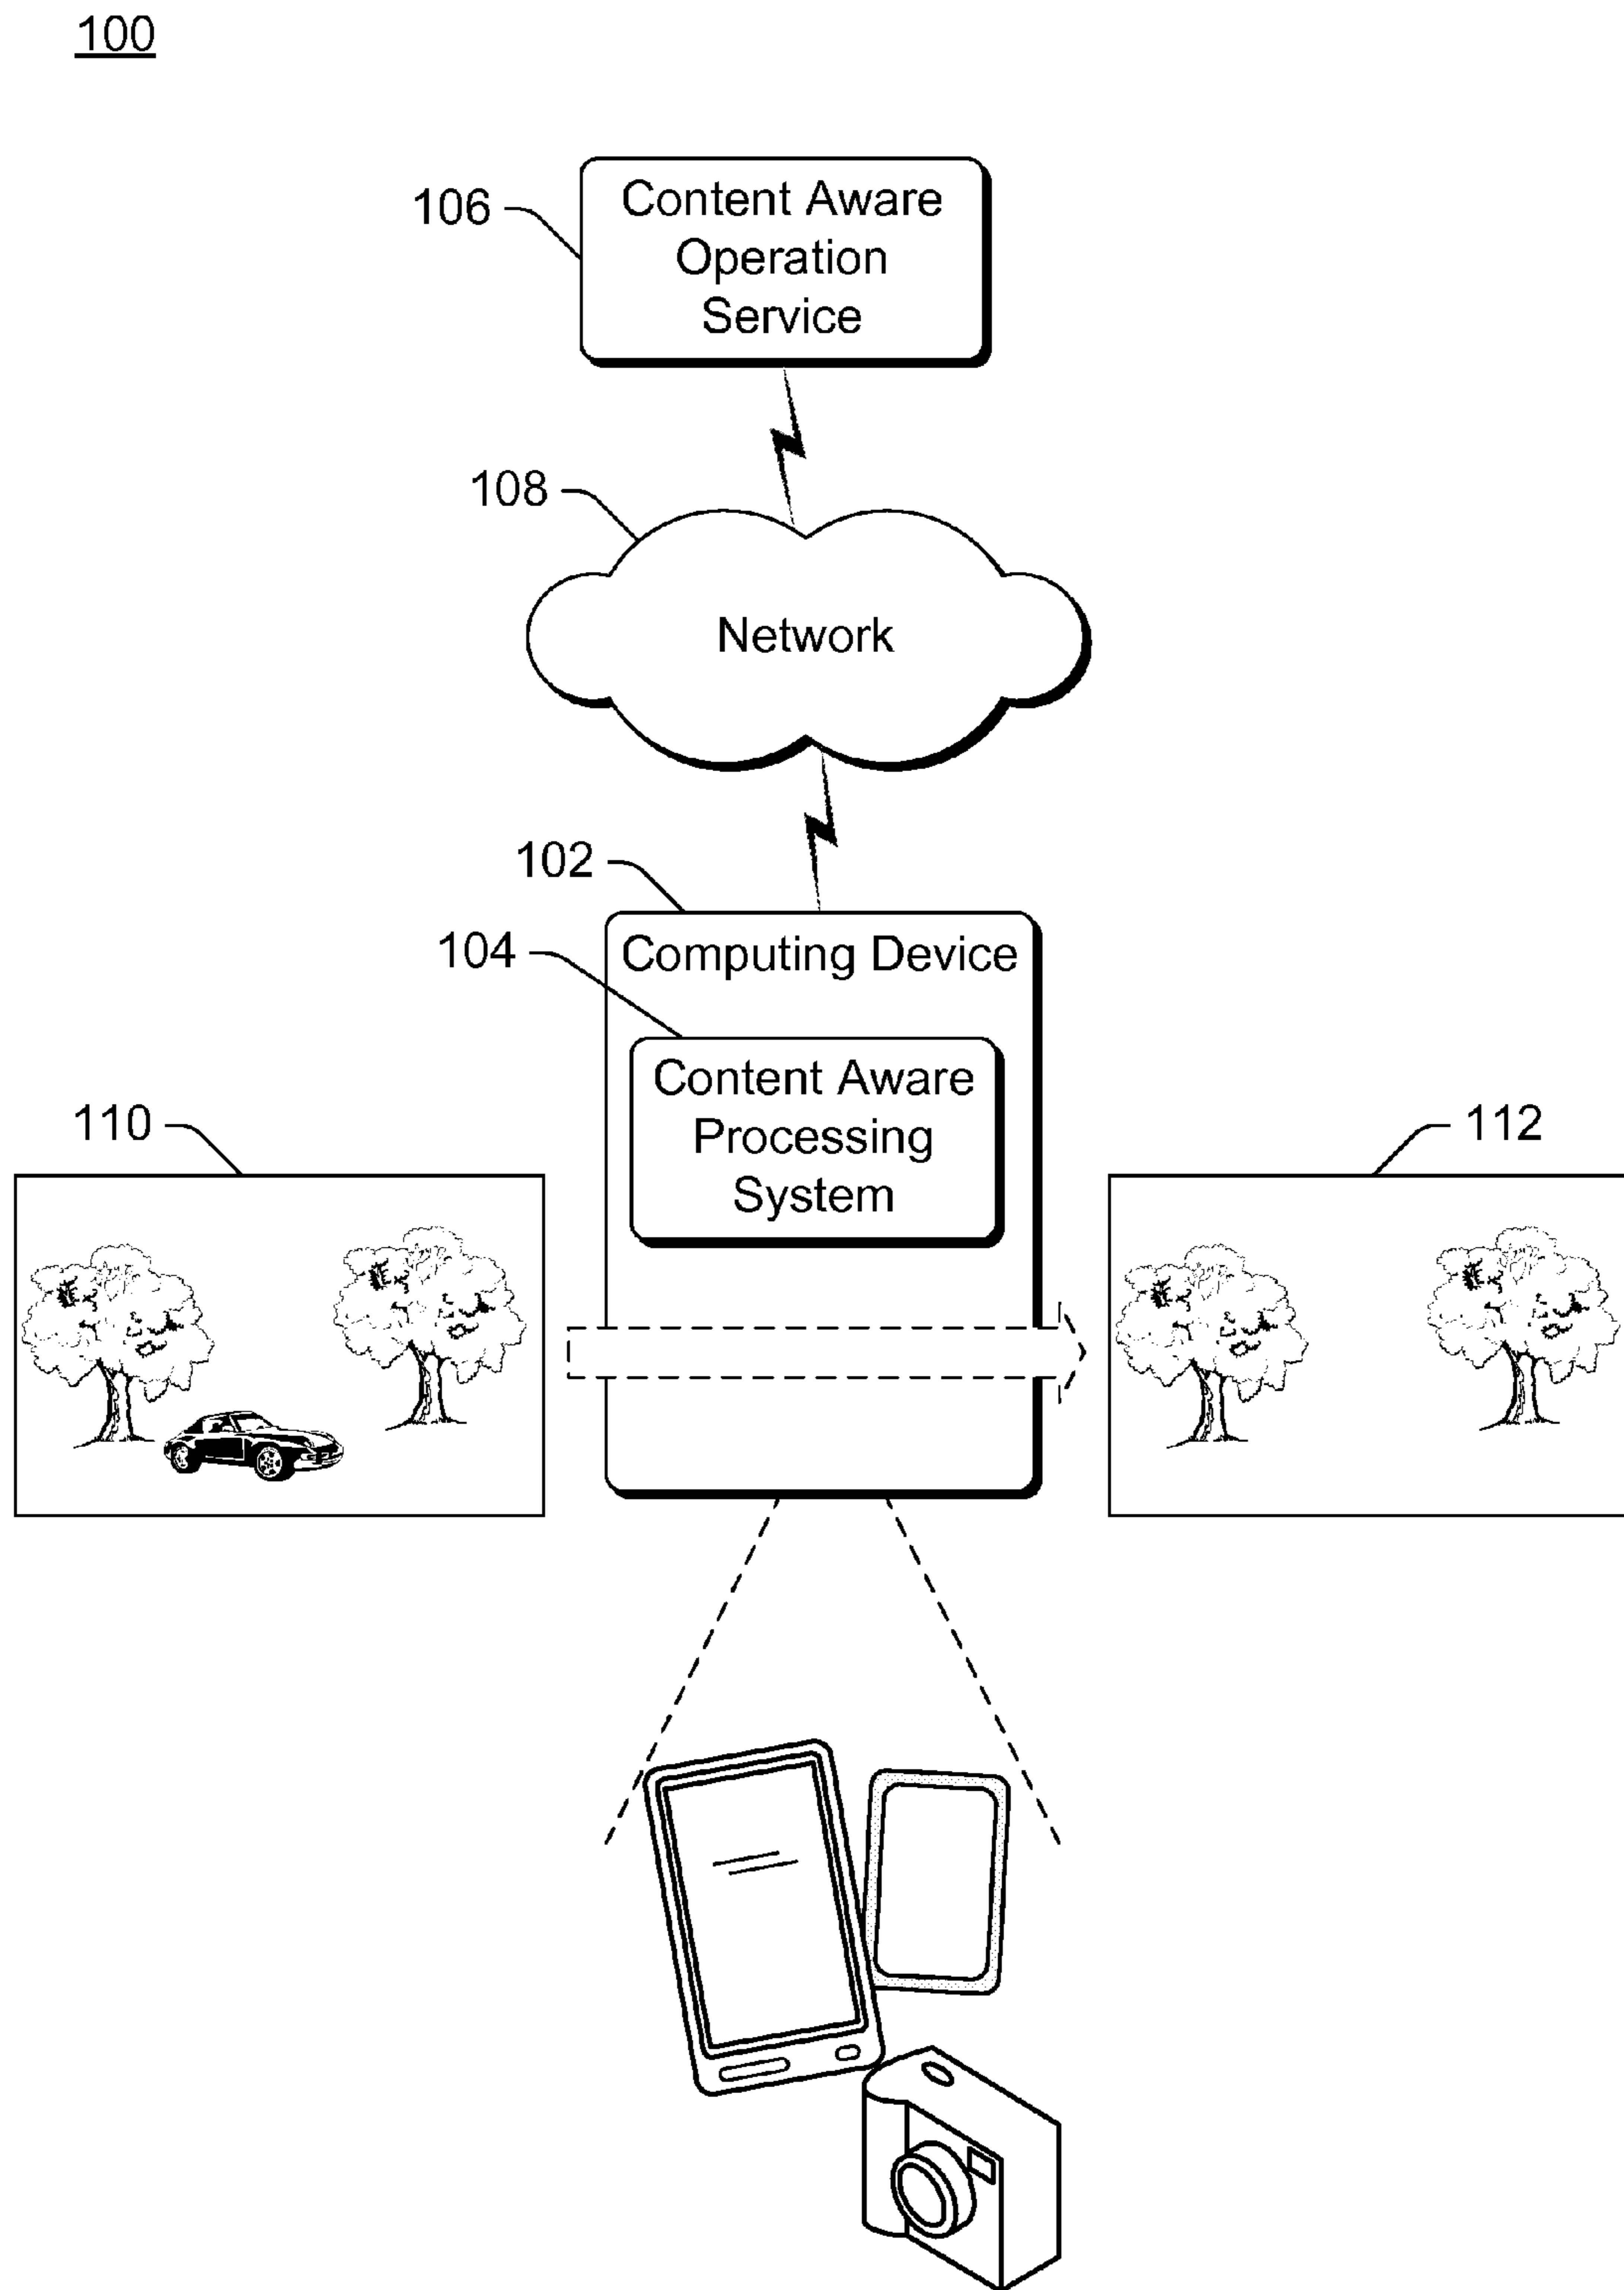 100
106
Content Aware
Operation
Service
108
Network
102
Computing Device
104
Content Aware
Processing
System
110
112